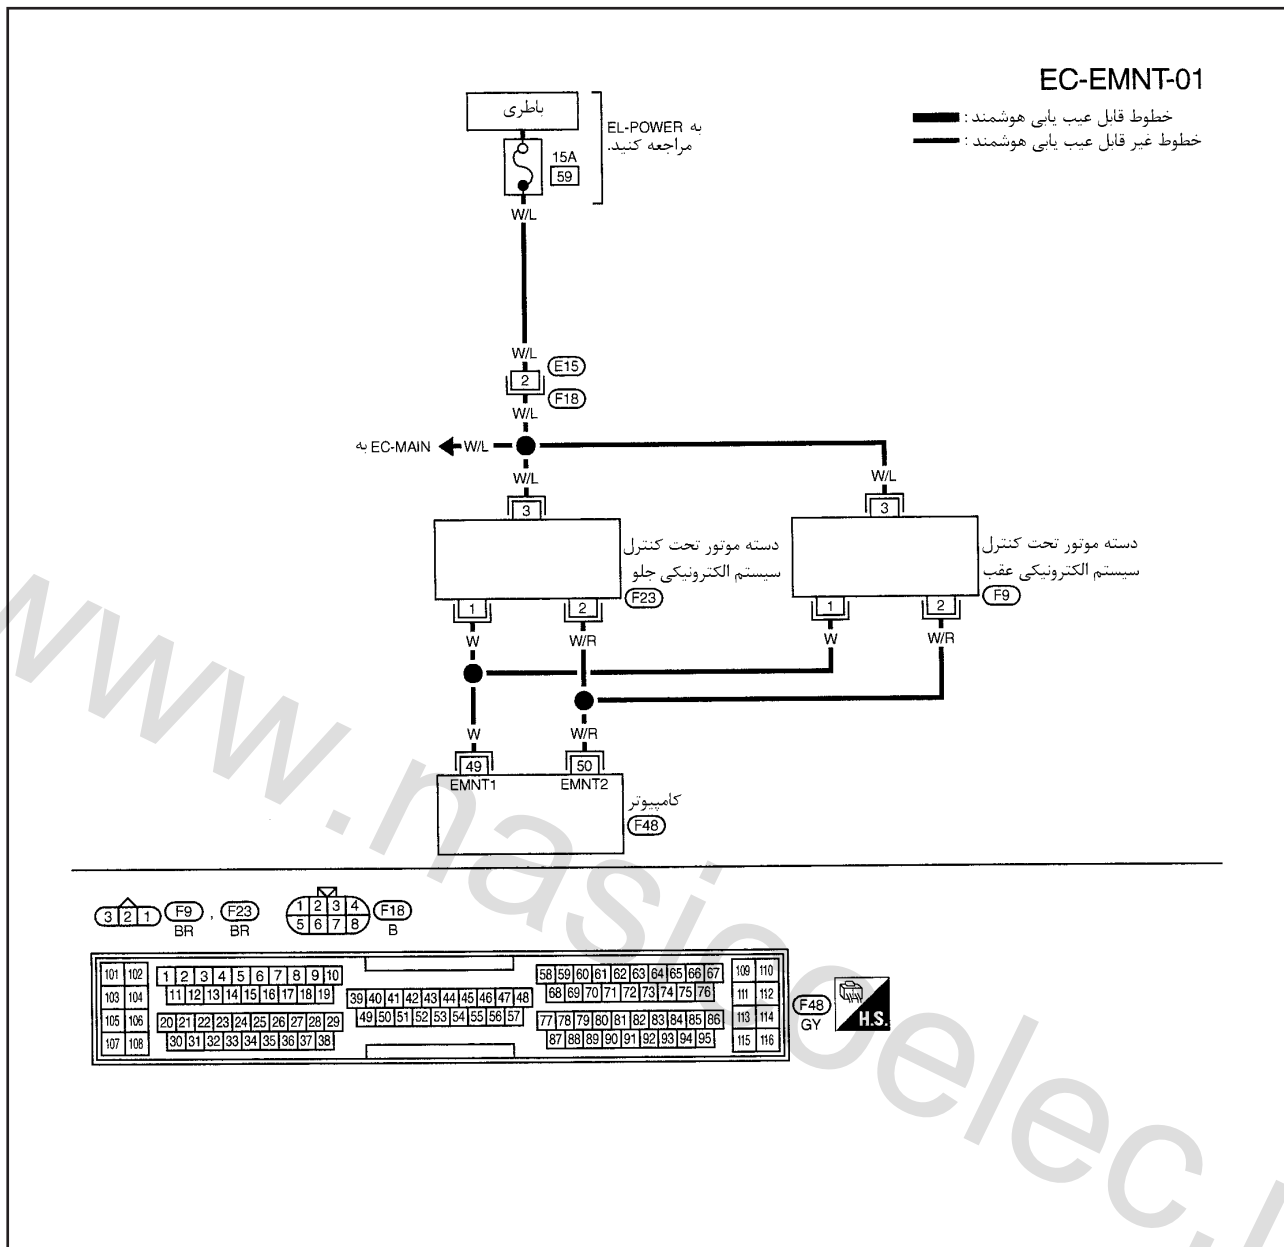 EC-EMNT-01
خطوط قابل عیب یابی هوشمند :
خطوط غیر قابل عیب یابی هوشمند :
باطری
به EL-POWER
مراجعه کنید.
15A
59
W/L
W/L
E15
2
F18
W/L
به EC-MAIN
W/L
W/L
W/L
3
3
دسته موتور تحت کنترل
سیستم الکترونیکی جلو
F23
دسته موتور تحت کنترل
سیستم الکترونیکی عقب
F9
1 2
1 2
W W/R
W W/R
W W/R
49 50
EMNT1 EMNT2
کامپیوتر
F48
3 2 1
F9 , F23
BR BR
1 2 3 4
5 6 7 8
F18
B
101 102
103 104
105 106
107 108
1 2 3 4 5 6 7 8 9 10
11 12 13 14 15 16 17 18 19
20 21 22 23 24 25 26 27 28 29
30 31 32 33 34 35 36 37 38
39 40 41 42 43 44 45 46 47 48
49 50 51 52 53 54 55 56 57
58 59 60 61 62 63 64 65 66 67
68 69 70 71 72 73 74 75 76
77 78 79 80 81 82 83 84 85 86
87 88 89 90 91 92 93 94 95
109 110
111 112
113 114
115 116
F48
GY
H.S.
www.nasicoelec.